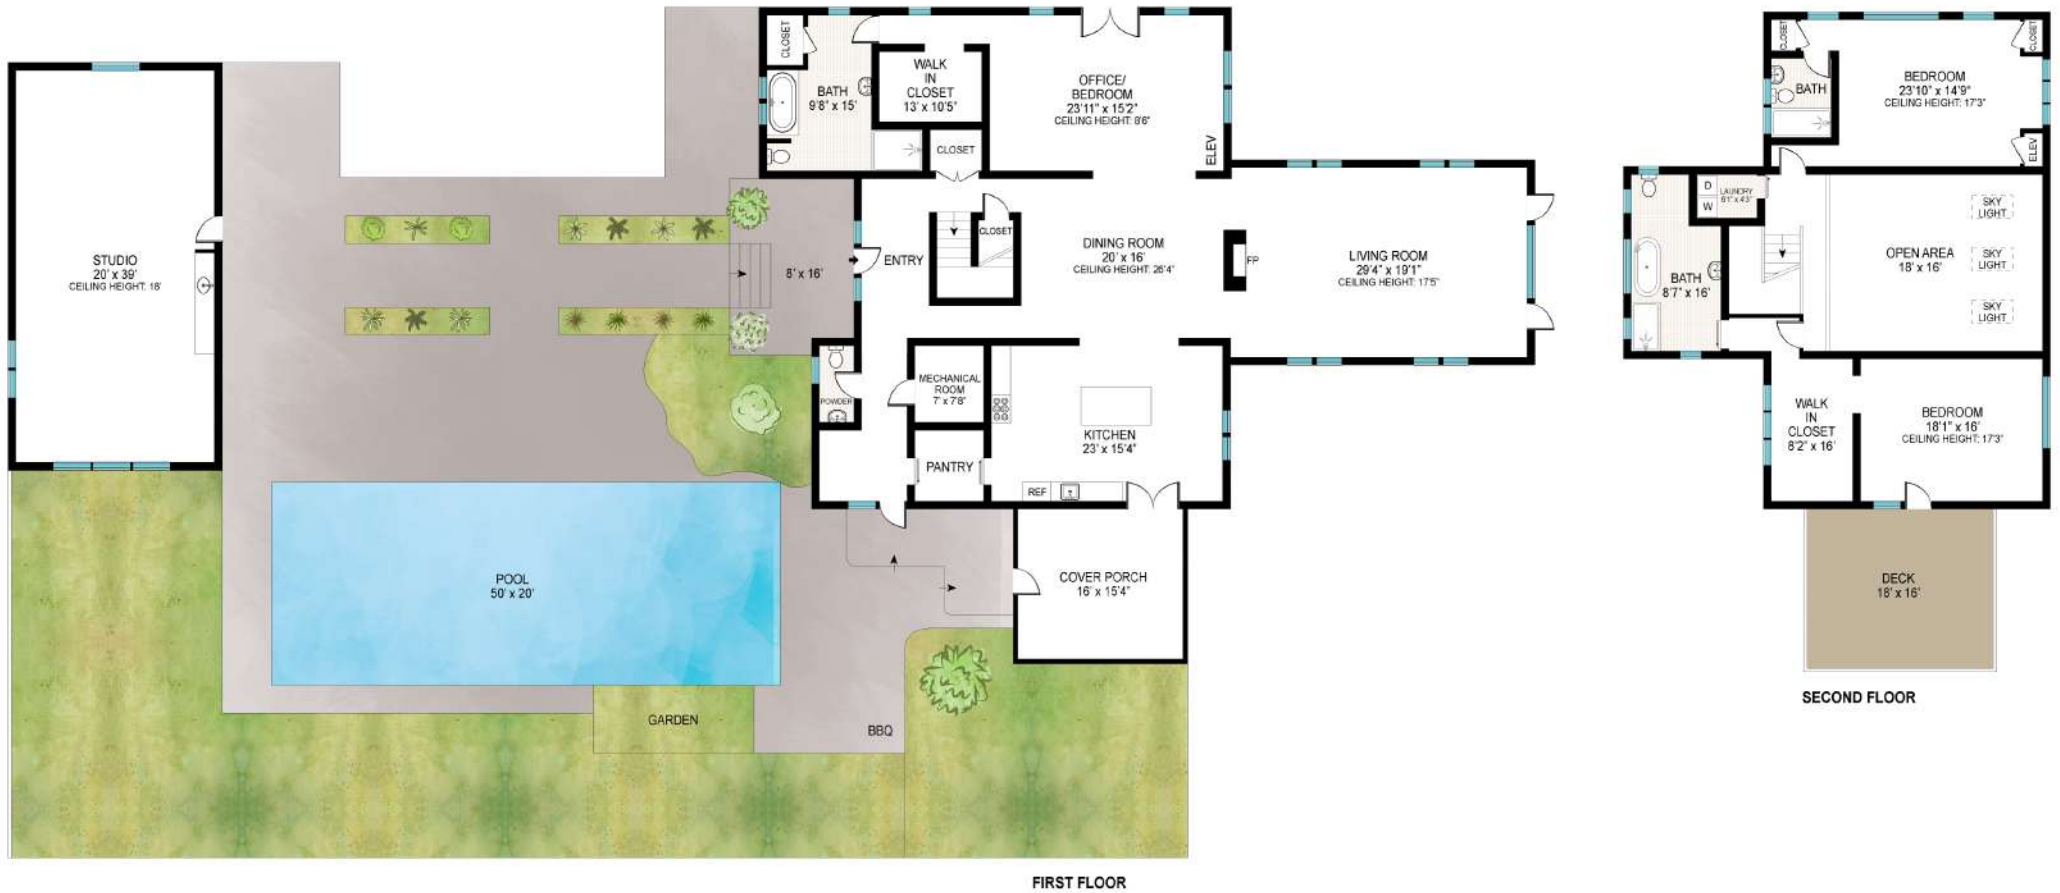 STUDIO
20' x 39'
CEILING HEIGHT: 18'
CLOSET
BATH
9'8" x 15'
WALK
IN
CLOSET
13' x 10'5"
CLOSET
OFFICE/
BEDROOM
23'11" x 15'2"
CEILING HEIGHT: 8'6"
ELEV
8' x 16'
ENTRY
CLOSET
DINING ROOM
20' x 16'
CEILING HEIGHT: 26'4"
FP
LIVING ROOM
29'4" x 19'1"
CEILING HEIGHT: 17'5"
POWDER
MECHANICAL
ROOM
7' x 7'8"
PANTRY
KITCHEN
23' x 15'4"
REF
COVER PORCH
16' x 15'4"
POOL
50' x 20'
GARDEN
BBQ
FIRST FLOOR
CLOSET
CLOSET
BATH
BEDROOM
23'10" x 14'9"
CEILING HEIGHT: 17'3"
ELEV
D
W
LAUNDRY
6'1" x 4'3"
BATH
8'7" x 16'
OPEN AREA
18' x 16'
SKY
LIGHT
SKY
LIGHT
SKY
LIGHT
WALK
IN
CLOSET
8'2" x 16'
BEDROOM
18'1" x 16'
CEILING HEIGHT: 17'3"
DECK
18' x 16'
SECOND FLOOR